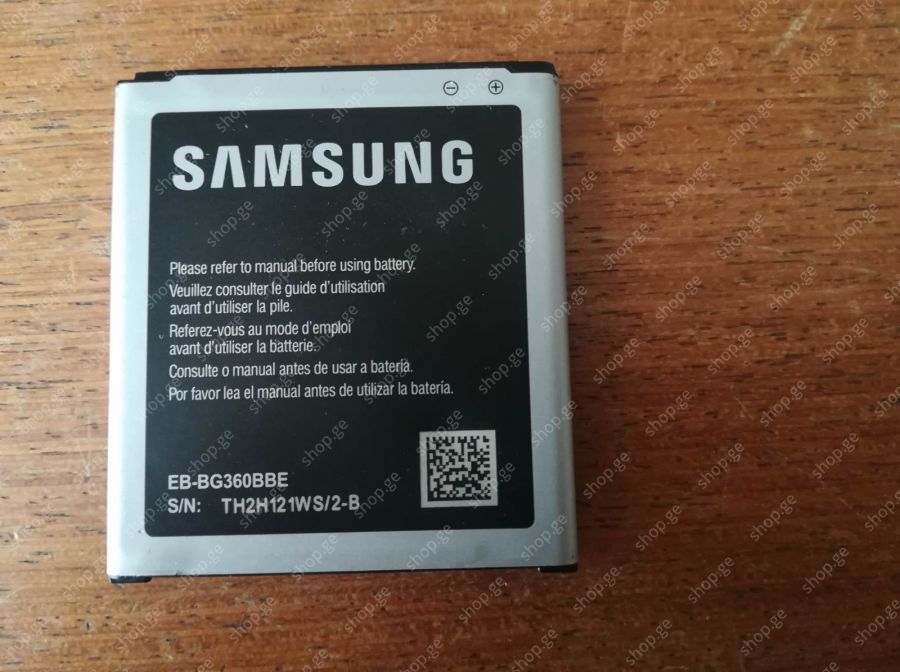 ⊖ ⊕
SAMSUNG
Please refer to manual before using battery.
Veuillez consulter le guide d'utilisation
avant d'utiliser la pile.
Referez-vous au mode d'emploi
avant d'utiliser la batterie.
Consulte o manual antes de usar a bateria.
Por favor lea el manual antes de utilizar la batería.
EB-BG360BBE
S/N: TH2H121WS/2-B
shop.ge